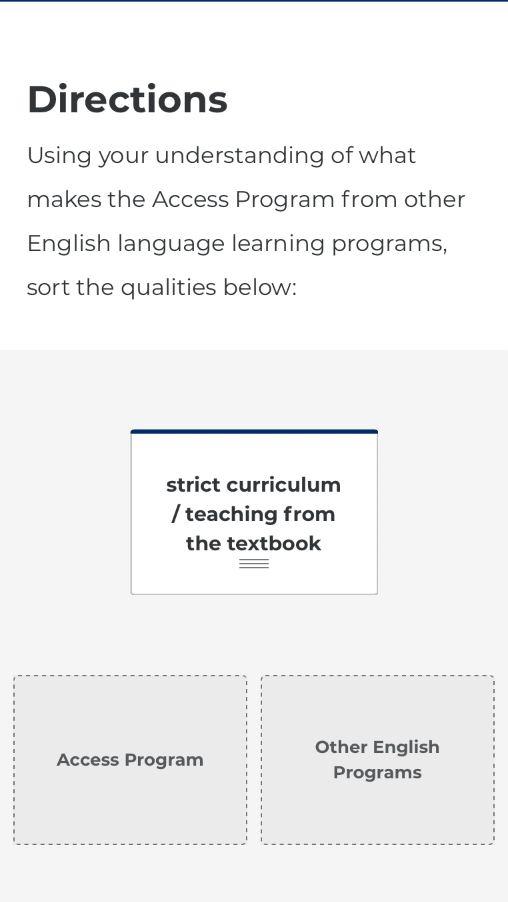 Directions
Using your understanding of what
makes the Access Program from other
English language learning programs,
sort the qualities below:
strict curriculum
/ teaching from
the textbook
Access Program
Other English
Programs